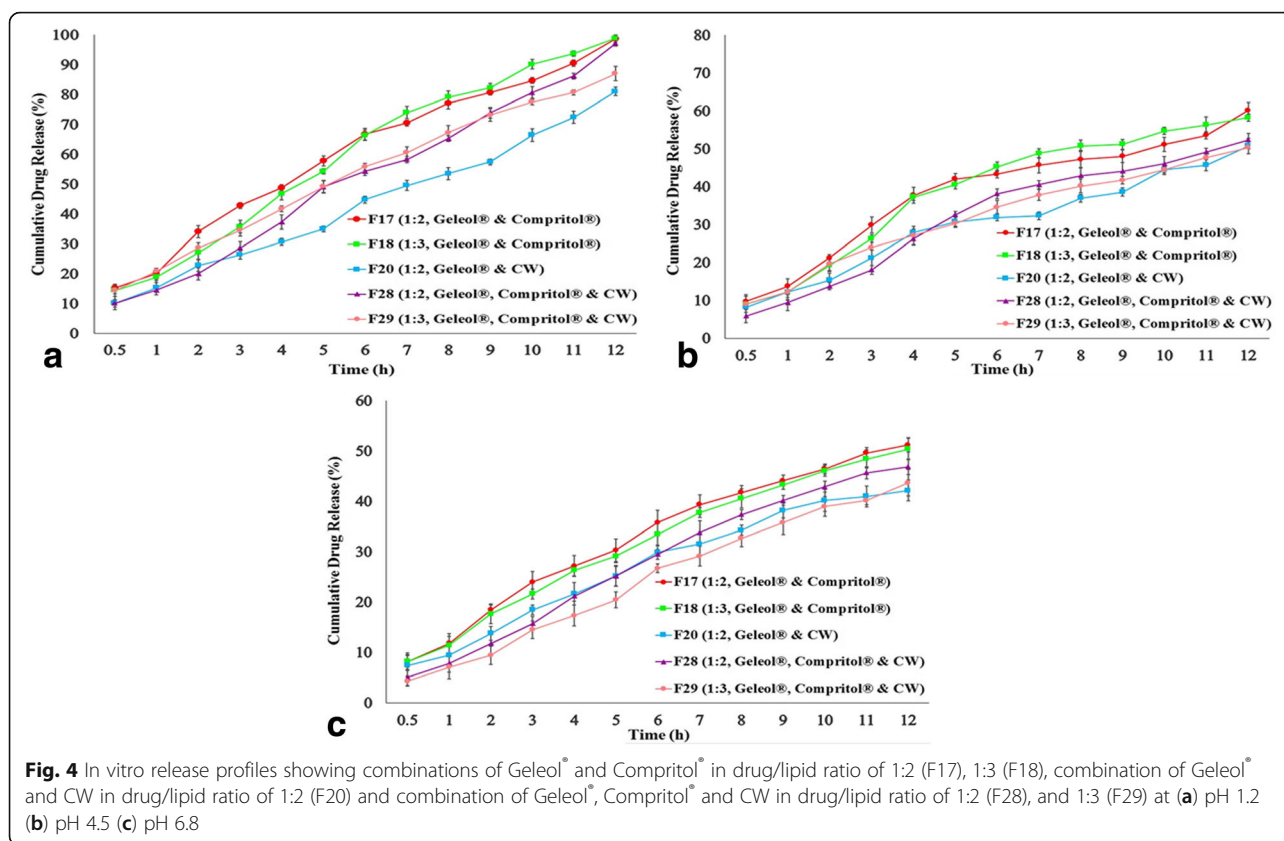 Cumulative Drug Release (%)
100
90
80
70
60
50
40
30
20
10
0
F17 (1:2, Geleol® & Compritol®)
F18 (1:3, Geleol® & Compritol®)
F20 (1:2, Geleol® & CW)
F28 (1:2, Geleol®, Compritol® & CW)
F29 (1:3, Geleol®, Compritol® & CW)
0.5 1 2 3 4 5 6 7 8 9 10 11 12
Time (h)
a
Cumulative Drug Release (%)
80
70
60
50
40
30
20
10
0
F17 (1:2, Geleol® & Compritol®)
F18 (1:3, Geleol® & Compritol®)
F20 (1:2, Geleol® & CW)
F28 (1:2, Geleol®, Compritol® & CW)
F29 (1:3, Geleol®, Compritol® & CW)
0.5 1 2 3 4 5 6 7 8 9 10 11 12
Time (h)
b
Cumulative Drug Release (%)
60
50
40
30
20
10
0
F17 (1:2, Geleol® & Compritol®)
F18 (1:3, Geleol® & Compritol®)
F20 (1:2, Geleol® & CW)
F28 (1:2, Geleol®, Compritol® & CW)
F29 (1:3, Geleol®, Compritol® & CW)
0.5 1 2 3 4 5 6 7 8 9 10 11 12
Time (h)
c
Fig. 4 In vitro release profiles showing combinations of Geleol® and Compritol® in drug/lipid ratio of 1:2 (F17), 1:3 (F18), combination of Geleol®
and CW in drug/lipid ratio of 1:2 (F20) and combination of Geleol®, Compritol® and CW in drug/lipid ratio of 1:2 (F28), and 1:3 (F29) at (a) pH 1.2
(b) pH 4.5 (c) pH 6.8